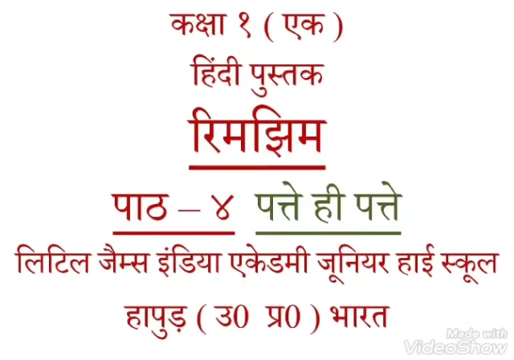 कक्षा १ ( एक )
हिंदी पुस्तक
रिमझिम
पाठ – ४ पत्ते ही पत्ते
लिटिल जैम्स इंडिया एकेडमी जूनियर हाई स्कूल
हापुड़ ( उ0 प्र0 ) भारत
Made with
VideoShow